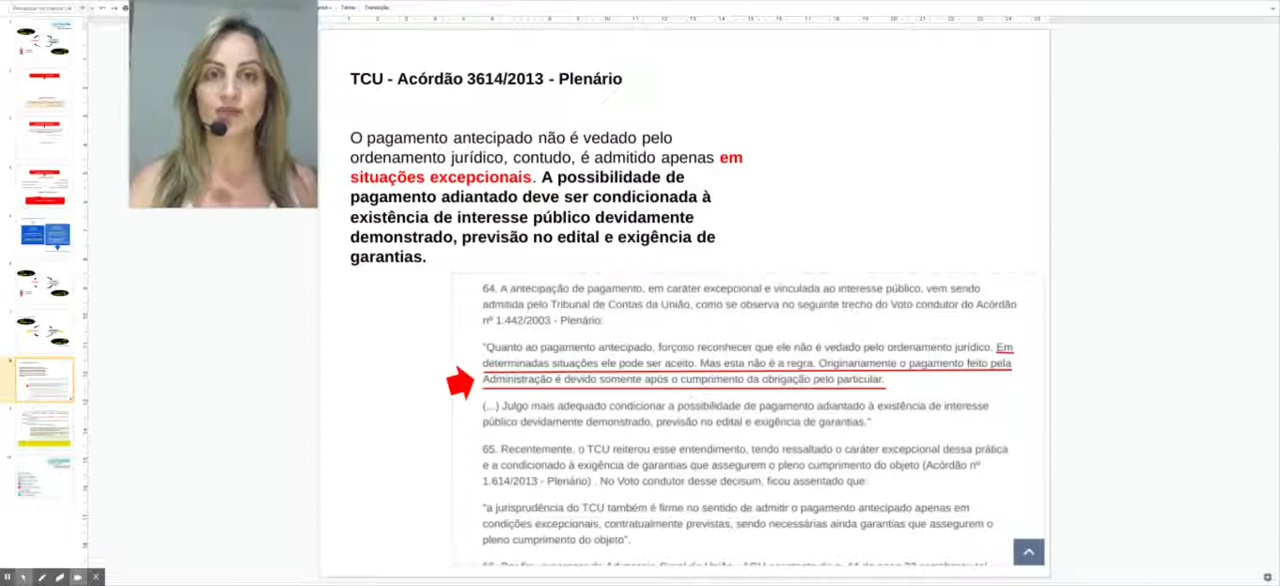 TCU - Acórdão 3614/2013 - Plenário
O pagamento antecipado não é vedado pelo
ordenamento jurídico, contudo, é admitido apenas em
situações excepcionais. A possibilidade de
pagamento adiantado deve ser condicionada à
existência de interesse público devidamente
demonstrado, previsão no edital e exigência de
garantias.
64. A antecipação de pagamento, em caráter excepcional e vinculada ao interesse público, vem sendo
admitida pelo Tribunal de Contas da União, como se observa no seguinte trecho do Voto condutor do Acórdão
nº 1.442/2003 - Plenário:
"Quanto ao pagamento antecipado, forçoso reconhecer que ele não é vedado pelo ordenamento jurídico. Em
determinadas situações ele pode ser aceito. Mas esta não é a regra. Originariamente o pagamento feito pela
Administração é devido somente após o cumprimento da obrigação pelo particular.
(...) Julgo mais adequado condicionar a possibilidade de pagamento adiantado à existência de interesse
público devidamente demonstrado, previsão no edital e exigência de garantias."
65. Recentemente, o TCU reiterou esse entendimento, tendo ressaltado o caráter excepcional dessa prática
e a condicionado à exigência de garantias que assegurem o pleno cumprimento do objeto (Acórdão nº
1.614/2013 - Plenário) . No Voto condutor desse decisum, ficou assentado que:
"a jurisprudência do TCU também é firme no sentido de admitir o pagamento antecipado apenas em
condições excepcionais, contratualmente previstas, sendo necessárias ainda garantias que assegurem o
pleno cumprimento do objeto".